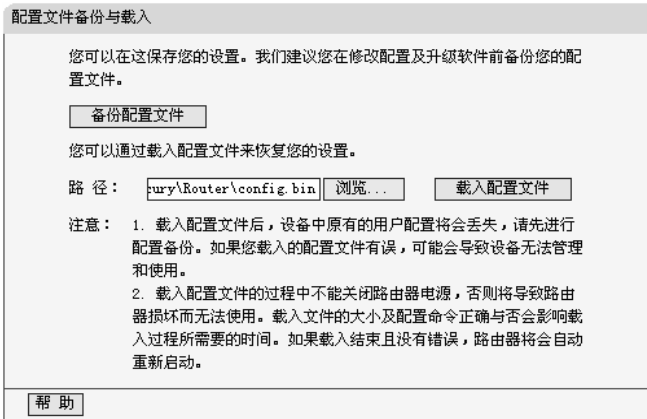 配置文件备份与载入
您可以在这保存您的设置。我们建议您在修改配置及升级软件前备份您的配
置文件。
备份配置文件
您可以通过载入配置文件来恢复您的设置。
路 径： cury\Router\config.bin 浏览... 载入配置文件
注意： 1. 载入配置文件后，设备中原有的用户配置将会丢失，请先进行
配置备份。如果您载入的配置文件有误，可能会导致设备无法管理
和使用。
2. 载入配置文件的过程中不能关闭路由器电源，否则将导致路由
器损坏而无法使用。载入文件的大小及配置命令正确与否会影响载
入过程所需要的时间。如果载入结束且没有错误，路由器将会自动
重新启动。
帮 助